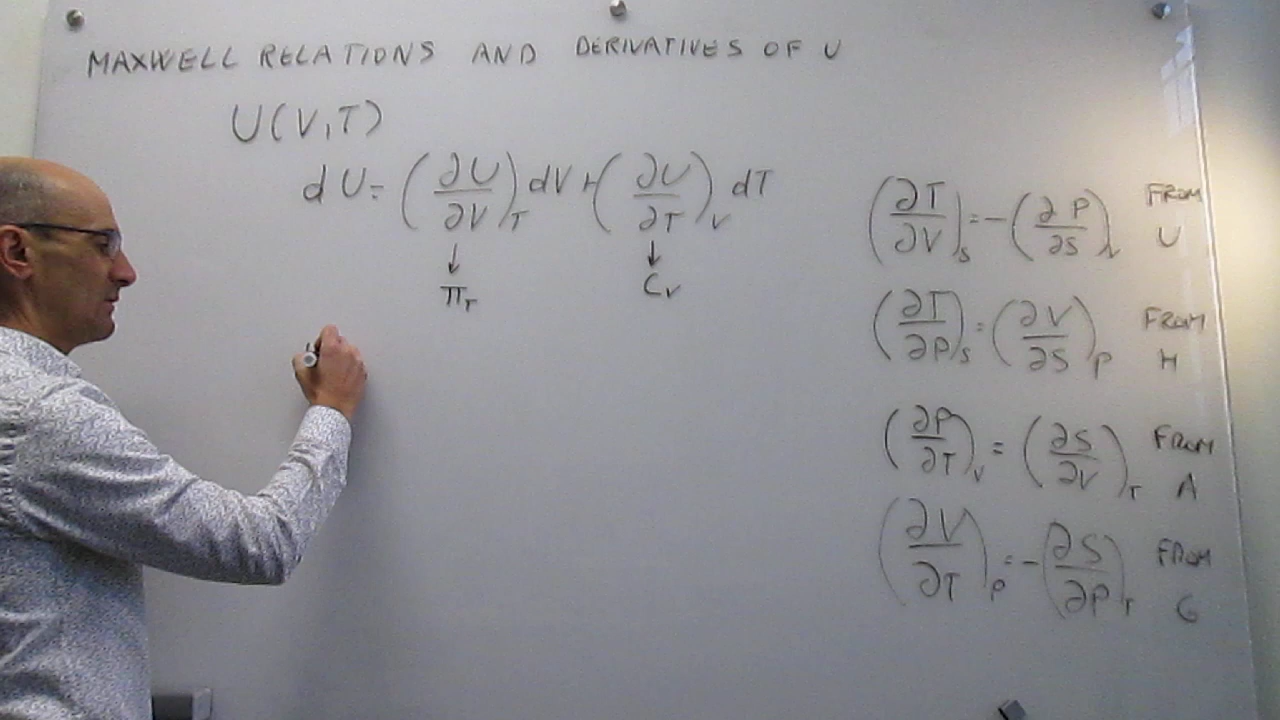 MAXWELL RELATIONS AND DERIVATIVES OF U
U(V,T)
dU = (∂U/∂V)_T dV + (∂U/∂T)_V dT
↓ ↓
π_T C_V
(∂T/∂V)_S = -(∂P/∂S)_V FROM U
(∂T/∂P)_S = (∂V/∂S)_P FROM H
(∂P/∂T)_V = (∂S/∂V)_T FROM A
(∂V/∂T)_P = -(∂S/∂P)_T FROM G